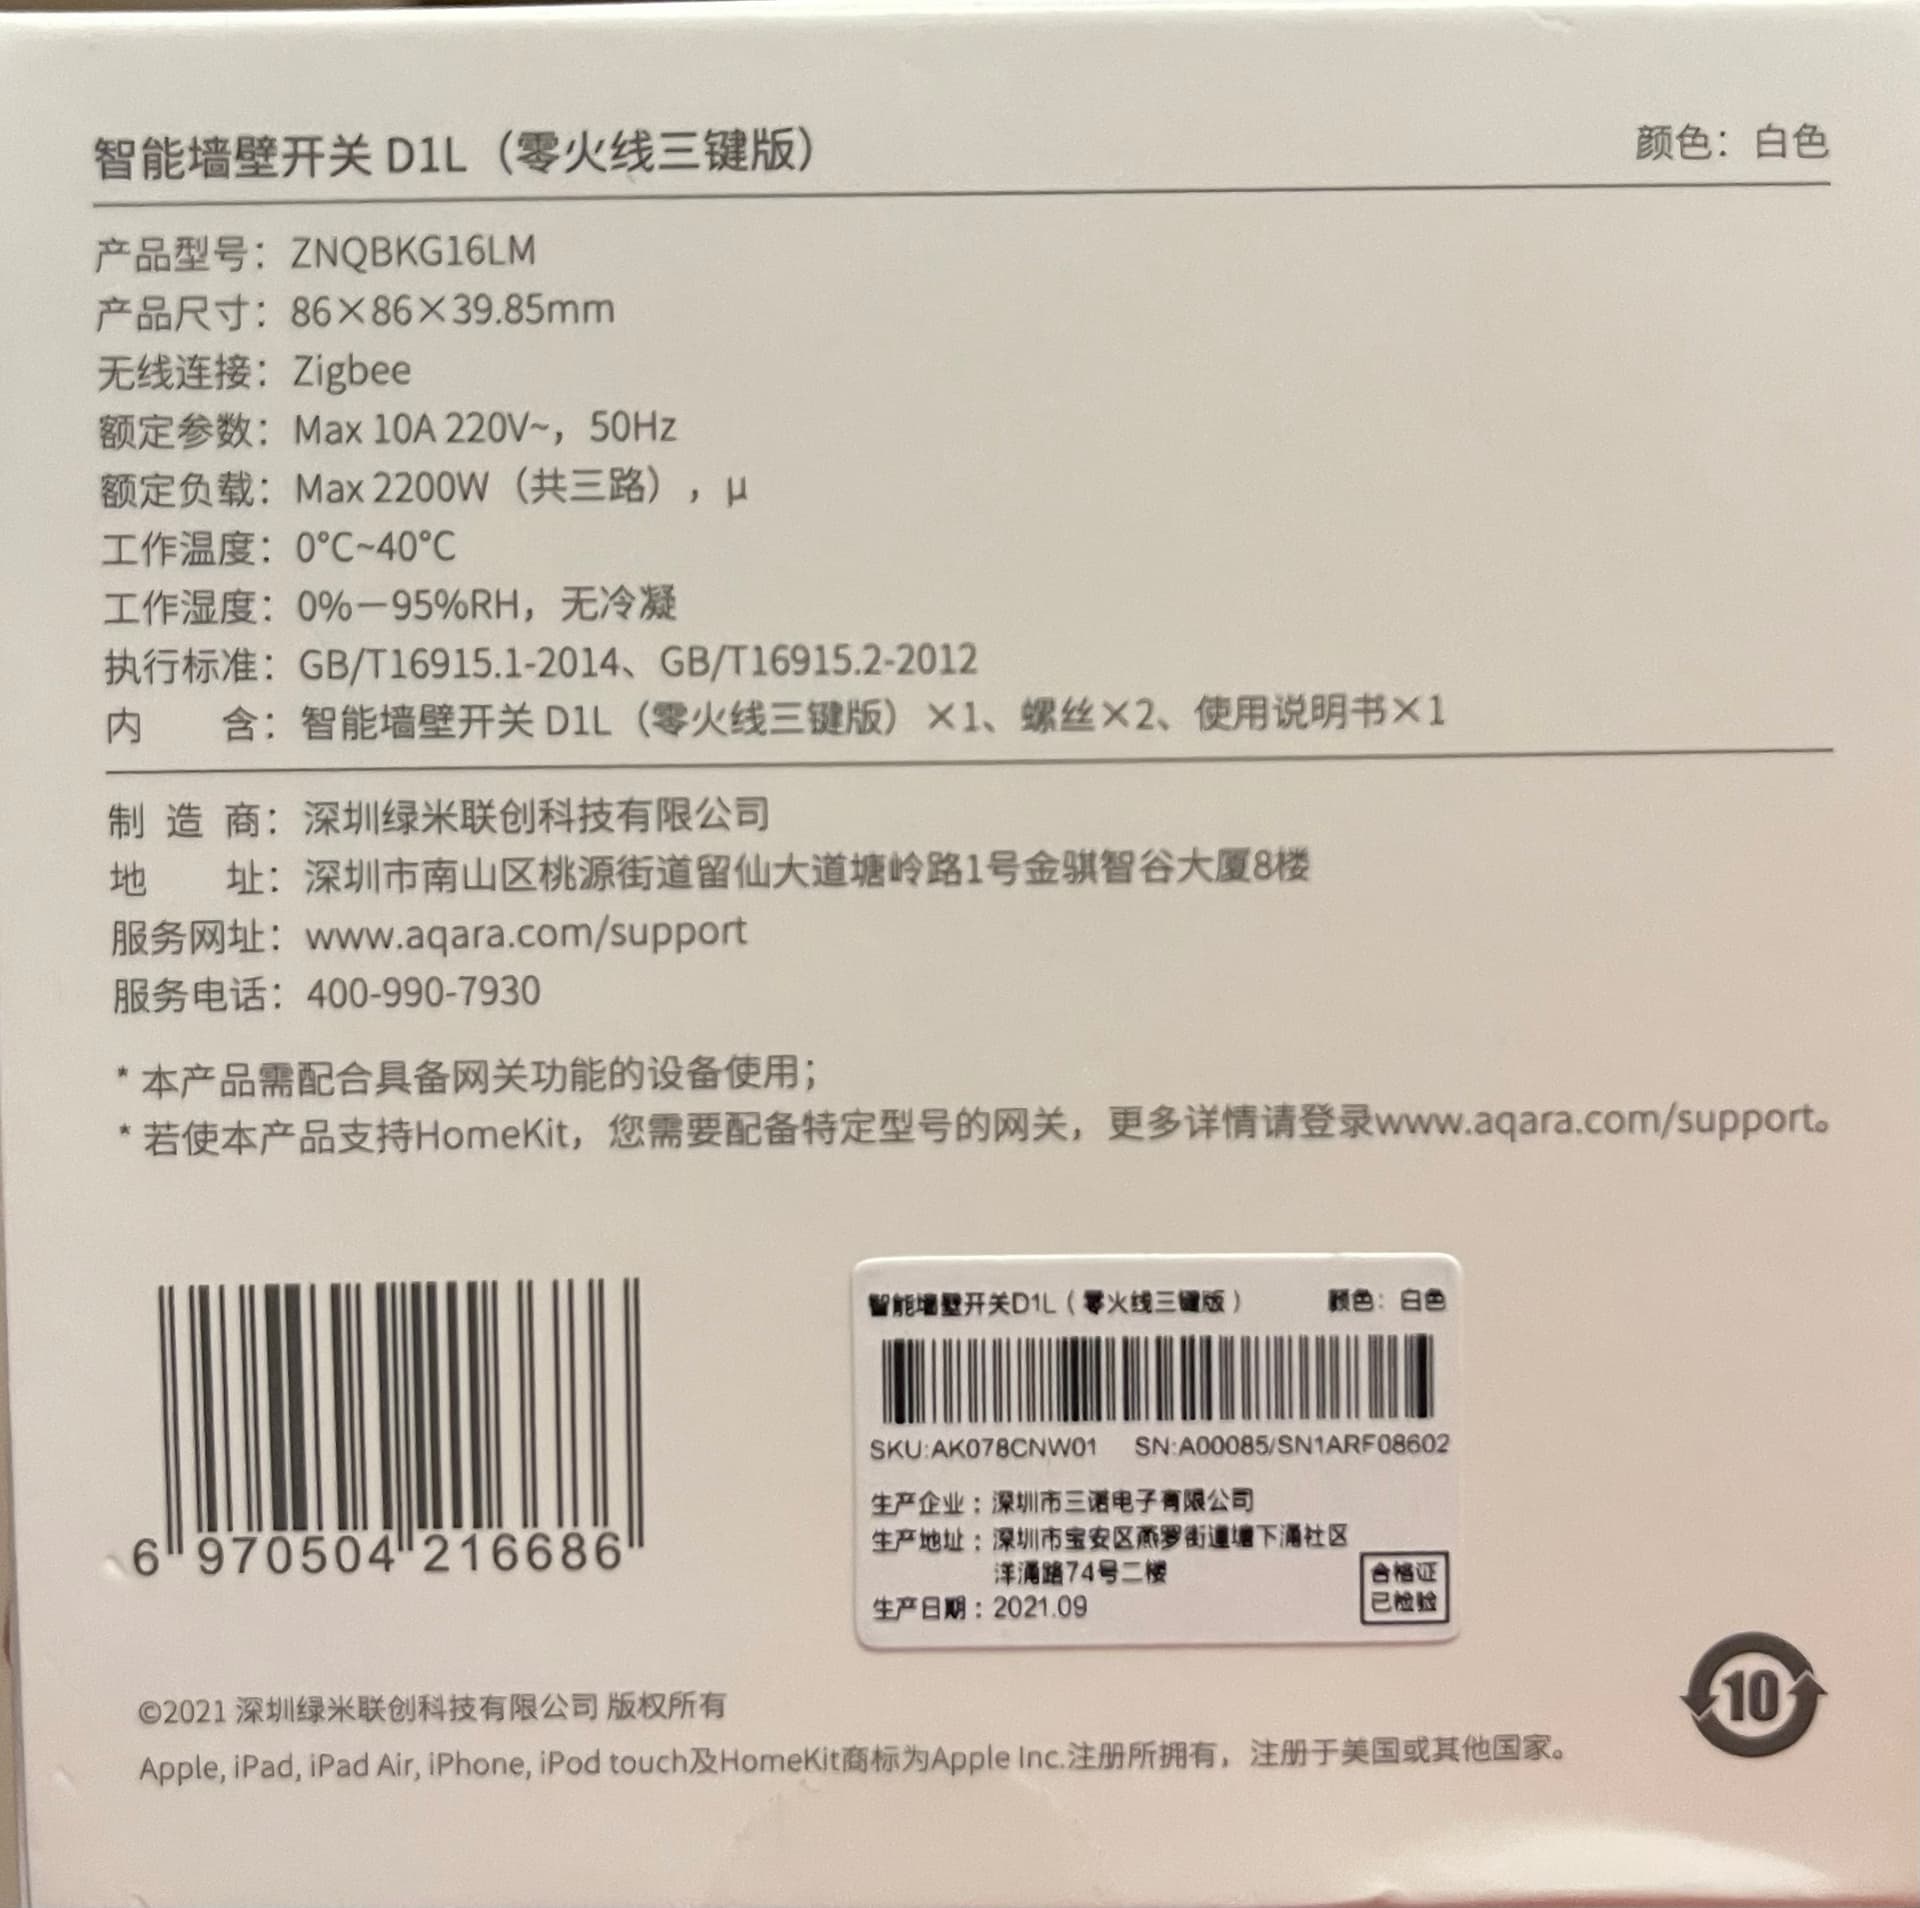 智能墙壁开关 D1L（零火线三键版）
颜色：白色
产品型号：ZNQBKG16LM
产品尺寸：86×86×39.85mm
无线连接：Zigbee
额定参数：Max 10A 220V~，50Hz
额定负载：Max 2200W（共三路），μ
工作温度：0°C~40°C
工作湿度：0%—95%RH，无冷凝
执行标准：GB/T16915.1-2014、GB/T16915.2-2012
内含：智能墙壁开关 D1L（零火线三键版）×1、螺丝×2、使用说明书×1
制造商：深圳绿米联创科技有限公司
地址：深圳市南山区桃源街道留仙大道塘岭路1号金骐智谷大厦8楼
服务网址：www.aqara.com/support
服务电话：400-990-7930
* 本产品需配合具备网关功能的设备使用；
* 若使本产品支持HomeKit，您需要配备特定型号的网关，更多详情请登录www.aqara.com/support。
6 970504 216686
智能墙壁开关D1L（零火线三键版） 颜色：白色
SKU:AK078CNW01 SN:A00085/SN1ARF08602
生产企业：深圳市三诺电子有限公司
生产地址：深圳市宝安区燕罗街道塘下涌社区
洋涌路74号二楼
生产日期：2021.09
合格证
已检验
10
©2021 深圳绿米联创科技有限公司 版权所有
Apple, iPad, iPad Air, iPhone, iPod touch及HomeKit商标为Apple Inc.注册所拥有，注册于美国或其他国家。